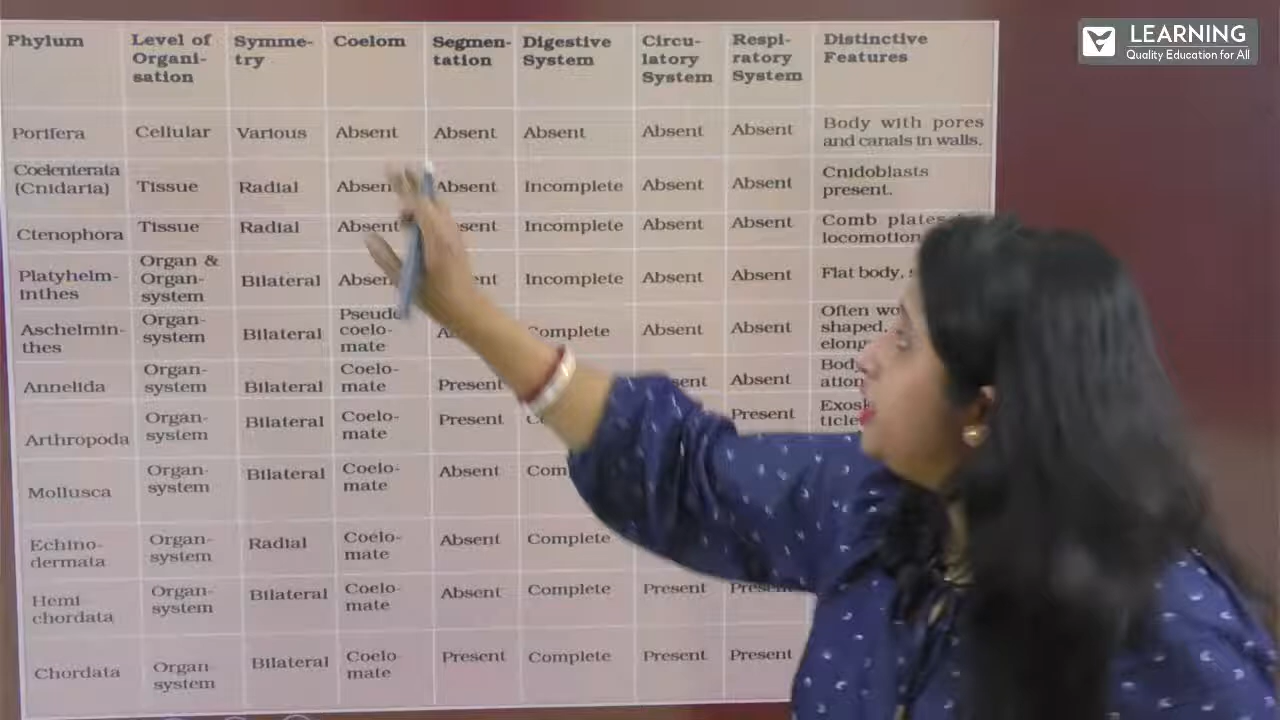 LEARNING
Quality Education for All
Phylum Level of Symme- Coelom Segmen- Digestive Circu- Respi- Distinctive
Organi- try tation System latory ratory Features
sation System System
Porifera Cellular Various Absent Absent Absent Absent Absent Body with pores
and canals in walls.
Coelenterata Tissue Radial Absent Absent Incomplete Absent Absent Cnidoblasts
(Cnidaria) present.
Ctenophora Tissue Radial Absent Incomplete Absent Absent Comb plates
locomotion
Platyhelm- Organ & Bilateral Incomplete Absent Absent Flat body,
inthes Organ-
system
Aschelmin- Organ- Bilateral Pseudo Complete Absent Absent Often
thes system coelo- shaped,
mate
Annelida Organ- Bilateral Coelo- Present Absent Body
system mate
Arthropoda Organ- Bilateral Coelo- Present Present
system mate
Mollusca Organ- Bilateral Coelo- Absent
system mate
Echino- Organ- Radial Coelo- Absent Complete
dermata system mate
Hemi Organ- Bilateral Coelo- Absent Complete Present Present
chordata system mate
Chordata Organ- Bilateral Coelo- Present Complete Present Present
system mate